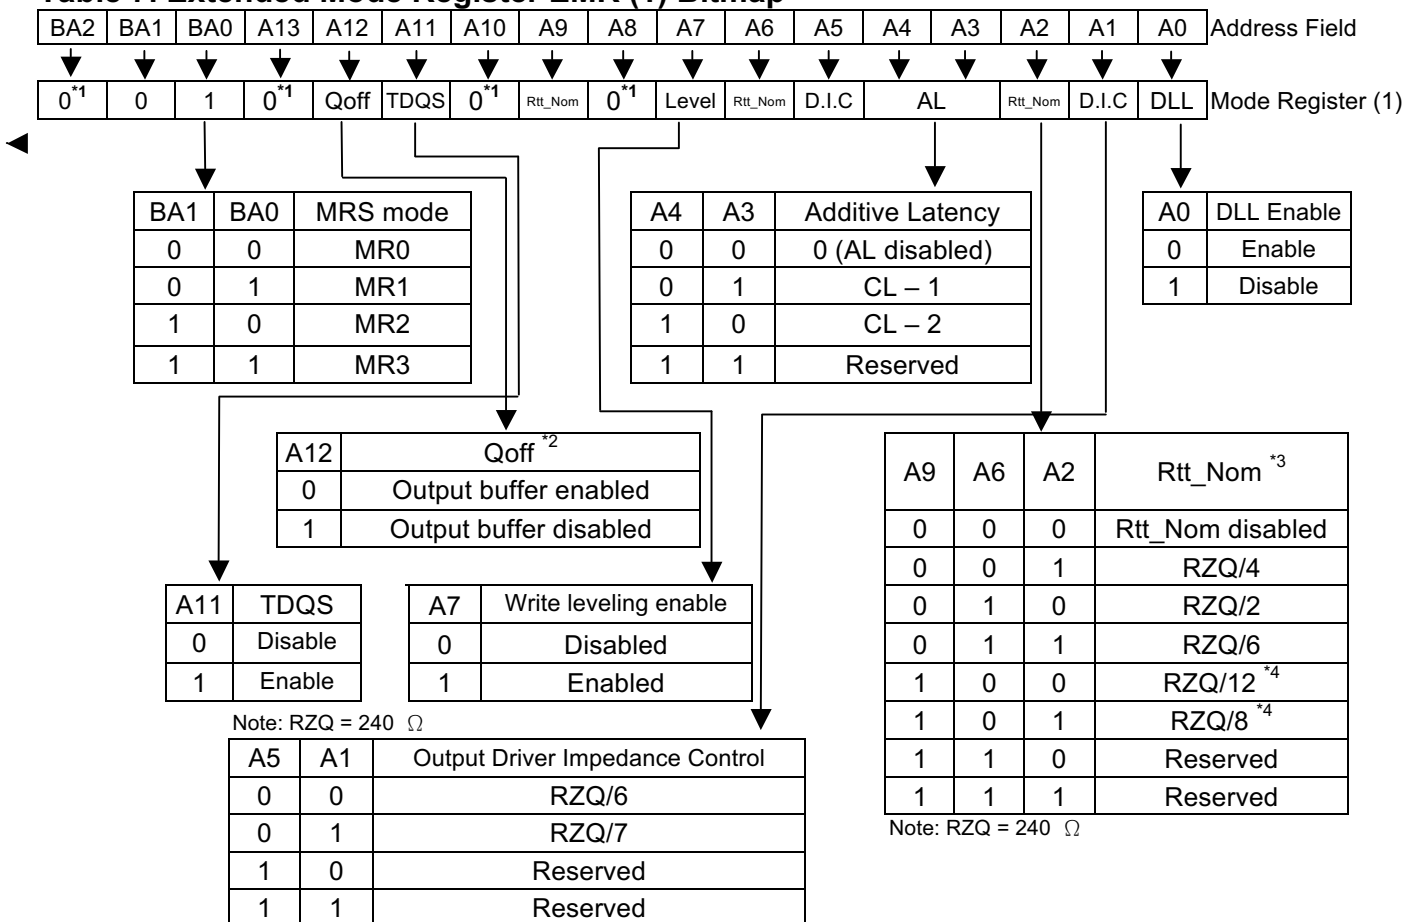 Table 7. Extended Mode Register EMR (1) Bitmap
BA2 BA1 BA0 A13 A12 A11 A10 A9 A8 A7 A6 A5 A4 A3 A2 A1 A0 Address Field
0*1 0 1 0*1 Qoff TDQS 0*1 Rtt_Nom 0*1 Level Rtt_Nom D.I.C AL Rtt_Nom D.I.C DLL Mode Register (1)
BA1 BA0 MRS mode
0 0 MR0
0 1 MR1
1 0 MR2
1 1 MR3
A4 A3 Additive Latency
0 0 0 (AL disabled)
0 1 CL – 1
1 0 CL – 2
1 1 Reserved
A0 DLL Enable
0 Enable
1 Disable
A12 Qoff *2
0 Output buffer enabled
1 Output buffer disabled
A9 A6 A2 Rtt_Nom *3
0 0 0 Rtt_Nom disabled
0 0 1 RZQ/4
0 1 0 RZQ/2
0 1 1 RZQ/6
1 0 0 RZQ/12 *4
1 0 1 RZQ/8 *4
1 1 0 Reserved
1 1 1 Reserved
Note: RZQ = 240 Ω
A11 TDQS
0 Disable
1 Enable
A7 Write leveling enable
0 Disabled
1 Enabled
Note: RZQ = 240 Ω
A5 A1 Output Driver Impedance Control
0 0 RZQ/6
0 1 RZQ/7
1 0 Reserved
1 1 Reserved